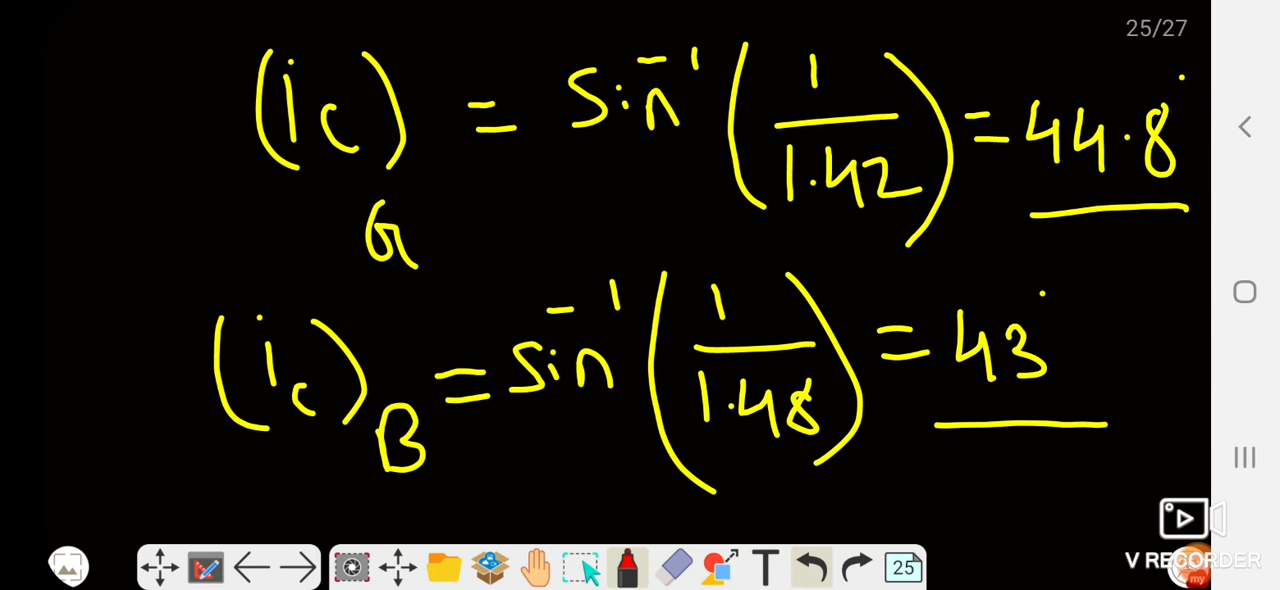 25/27
(ic)G = sin⁻¹(1/1.42) = 44.8°
(ic)B = sin⁻¹(1/1.48) = 43°
T
25
V RECORDER
my